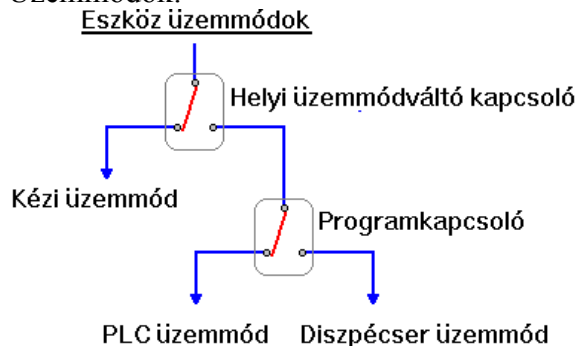 Eszköz üzemmódok
Helyi üzemmódváltó kapcsoló
Kézi üzemmód
Programkapcsoló
PLC üzemmód Diszpécser üzemmód